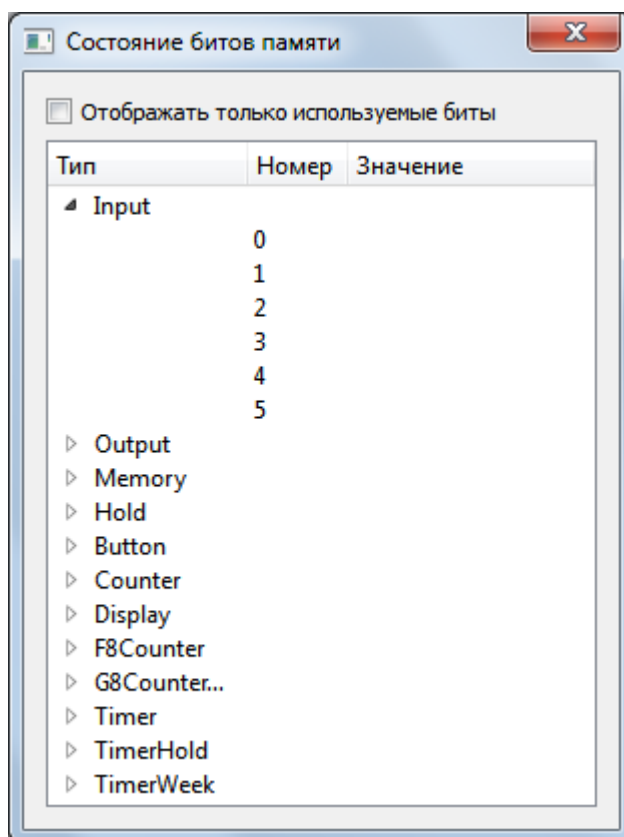 Состояние битов памяти
Отображать только используемые биты
Тип Номер Значение
Input
0
1
2
3
4
5
Output
Memory
Hold
Button
Counter
Display
F8Counter
G8Counter...
Timer
TimerHold
TimerWeek